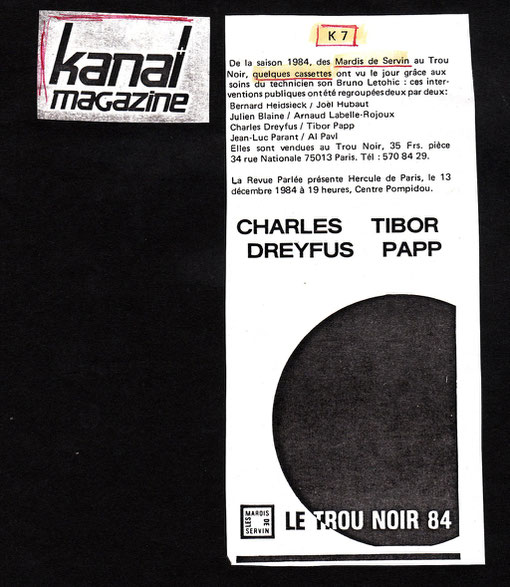 kanal
magazine
K 7
De la saison 1984, des Mardis de Servin au Trou
Noir, quelques cassettes ont vu le jour grâce aux
soins du technicien son Bruno Letohic : ces inter-
ventions publiques ont été regroupées deux par deux:
Bernard Heidsieck / Joël Hubaut
Julien Blaine / Arnaud Labelle-Rojoux
Charles Dreyfus / Tibor Papp
Jean-Luc Parant / Al Pavl
Elles sont vendues au Trou Noir, 35 Frs. pièce
34 rue Nationale 75013 Paris. Tél : 570 84 29.
La Revue Parlée présente Hercule de Paris, le 13
décembre 1984 à 19 heures, Centre Pompidou.
CHARLES TIBOR
DREYFUS PAPP
LES MARDIS DE SERVIN
LE TROU NOIR 84